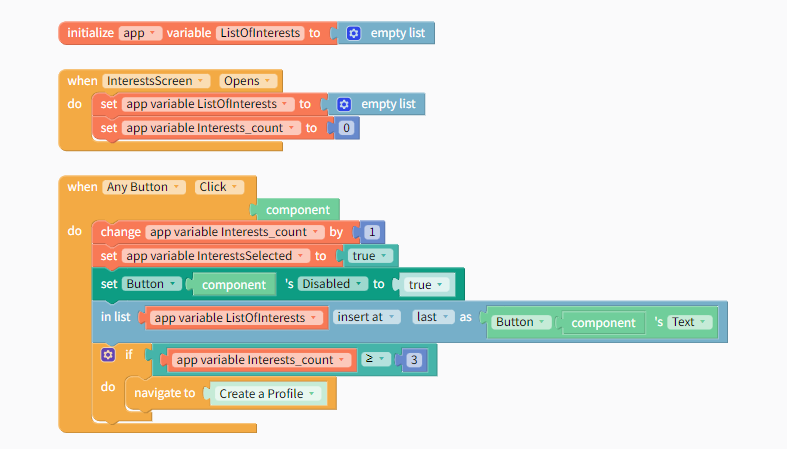 initialize app variable ListOfInterests to empty list
when InterestsScreen Opens
do set app variable ListOfInterests to empty list
set app variable Interests_count to 0
when Any Button Click
component
do change app variable Interests_count by 1
set app variable InterestsSelected to true
set Button component 's Disabled to true
in list app variable ListOfInterests insert at last as Button component 's Text
if app variable Interests_count ≥ 3
do navigate to Create a Profile